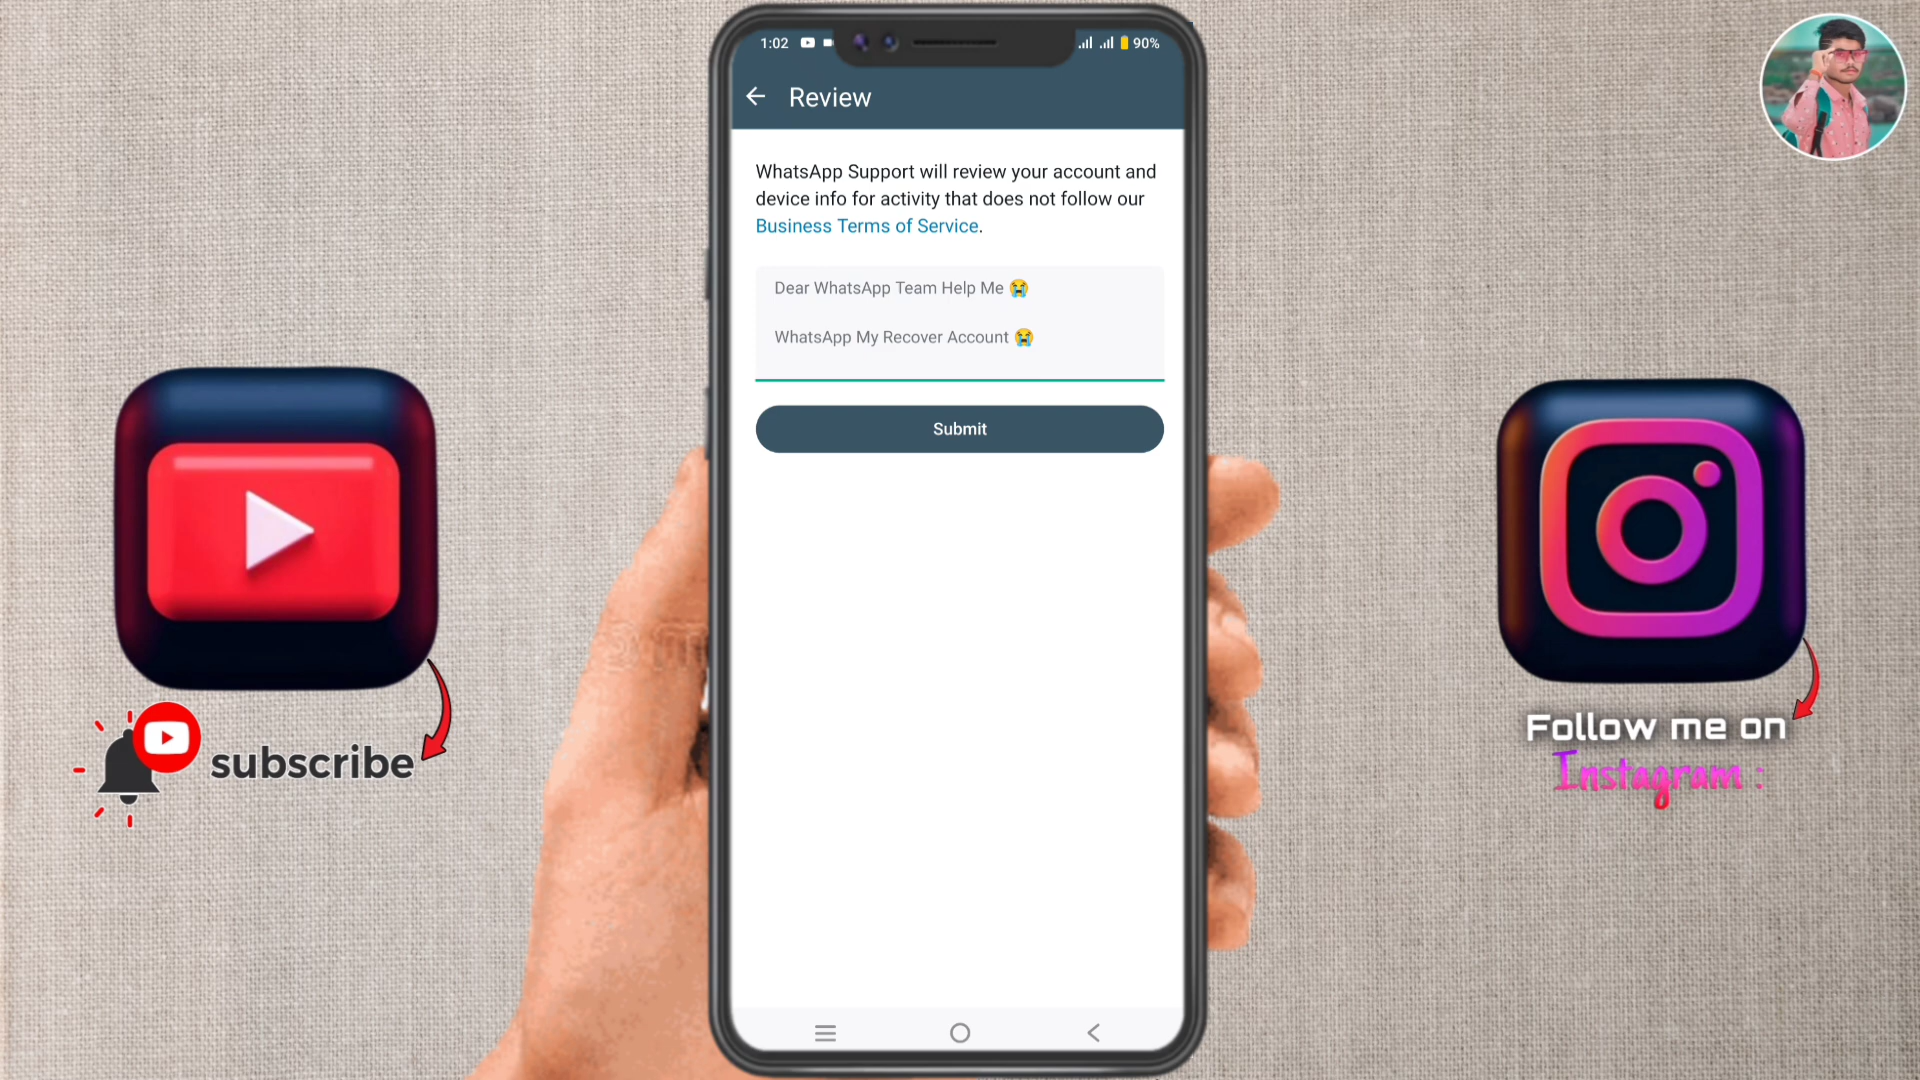 1:02
90%
Review
WhatsApp Support will review your account and
device info for activity that does not follow our
Business Terms of Service.
Dear WhatsApp Team Help Me 😭
WhatsApp My Recover Account 😭
Submit
subscribe
Follow me on
Instagram :